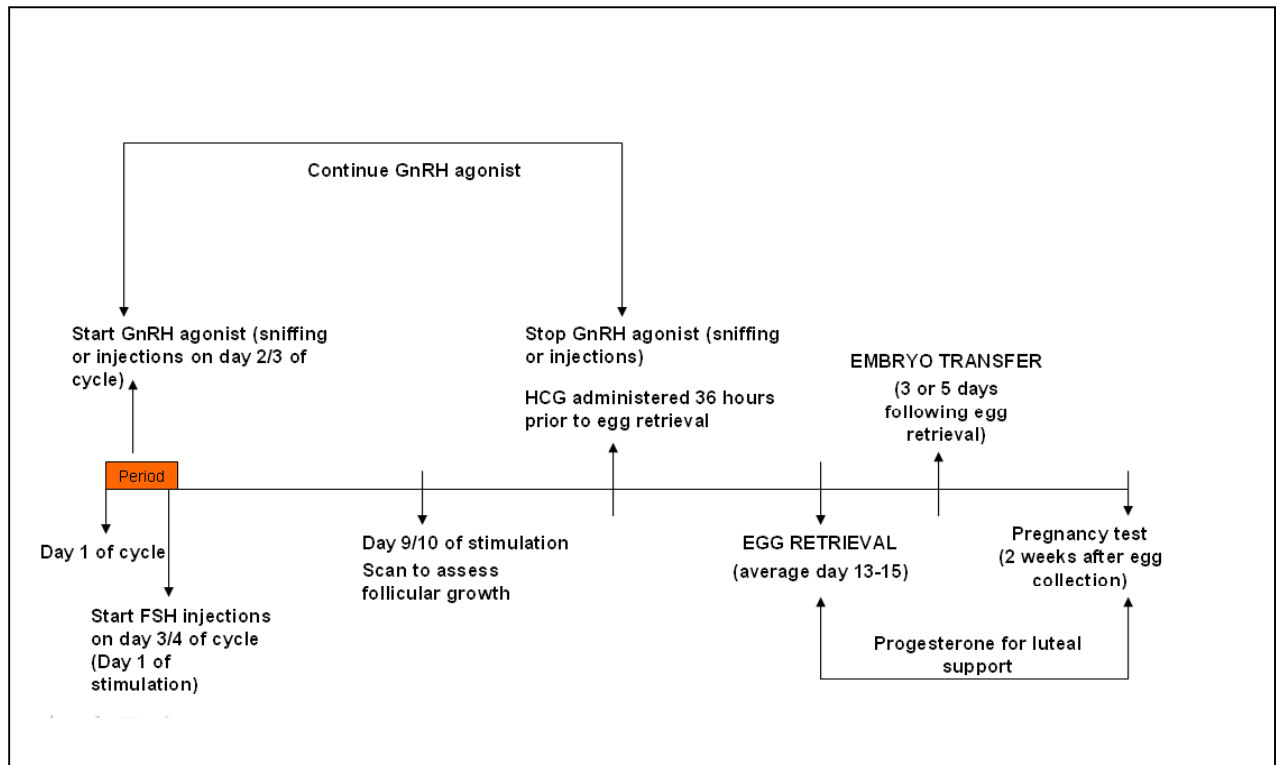 Continue GnRH agonist
Start GnRH agonist (sniffing
or injections on day 2/3 of
cycle)
Stop GnRH agonist (sniffing
or injections)
HCG administered 36 hours
prior to egg retrieval
EMBRYO TRANSFER
(3 or 5 days
following egg
retrieval)
Period
Day 1 of cycle
Start FSH injections
on day 3/4 of cycle
(Day 1 of
stimulation)
Day 9/10 of stimulation
Scan to assess
follicular growth
EGG RETRIEVAL
(average day 13-15)
Pregnancy test
(2 weeks after egg
collection)
Progesterone for luteal
support